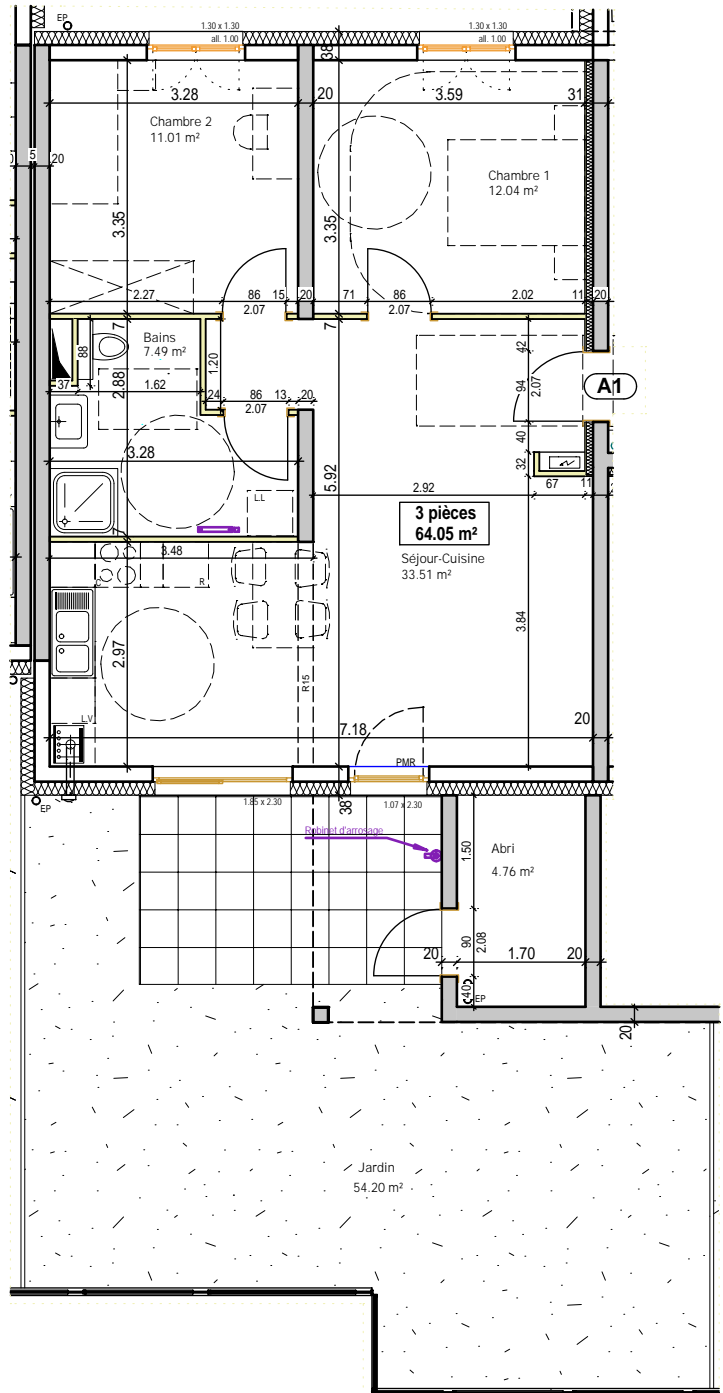 EP
1.30 x 1.30
all. 1.00
1.30 x 1.30
all. 1.00
38
3.28
20
3.59
31
Chambre 2
11.01 m²
5
20
Chambre 1
12.04 m²
3.35
3.35
2.27
86
15
20
71
86
2.02
11
20
2.07
2.07
7
7
Bains
7.49 m²
88
2.88
1.20
42
94
2.07
A1
37
1.62
24
86
13
20
2.07
40
32
3.28
5.92
2.92
67
11
L.L
3 pièces
64.05 m²
Séjour-Cuisine
33.51 m²
7
3.48
C
R
3.84
2.97
R15
L.V
7.18
20
PMR
EP
1.85 x 2.30
38
1.07 x 2.30
Robinet d'arrosage
1.50
Abri
4.76 m²
90
2.08
20
1.70
20
40
EP
20
Jardin
54.20 m²